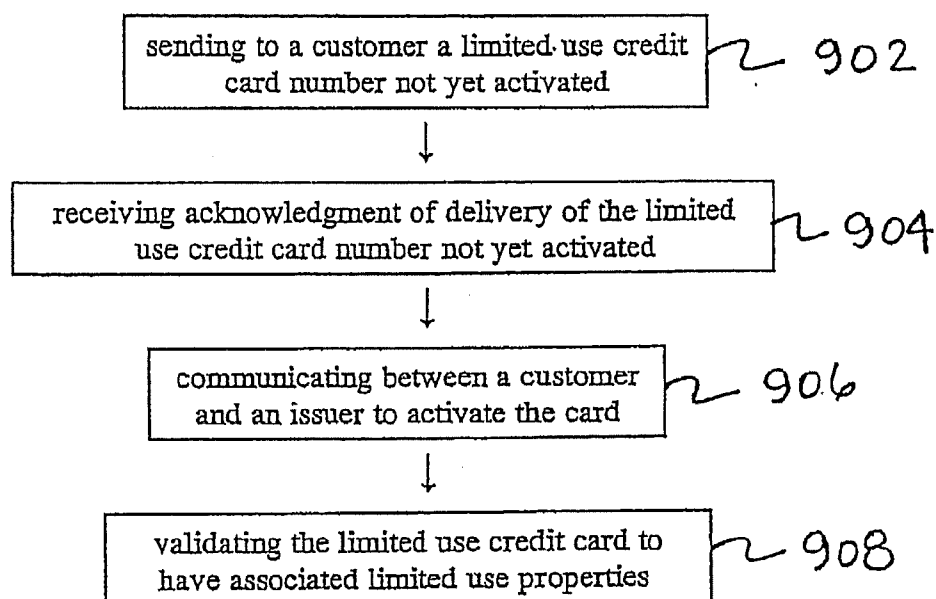 sending to a customer a limited use credit
card number not yet activated
902
receiving acknowledgment of delivery of the limited
use credit card number not yet activated
904
communicating between a customer
and an issuer to activate the card
906
validating the limited use credit card to
have associated limited use properties
908